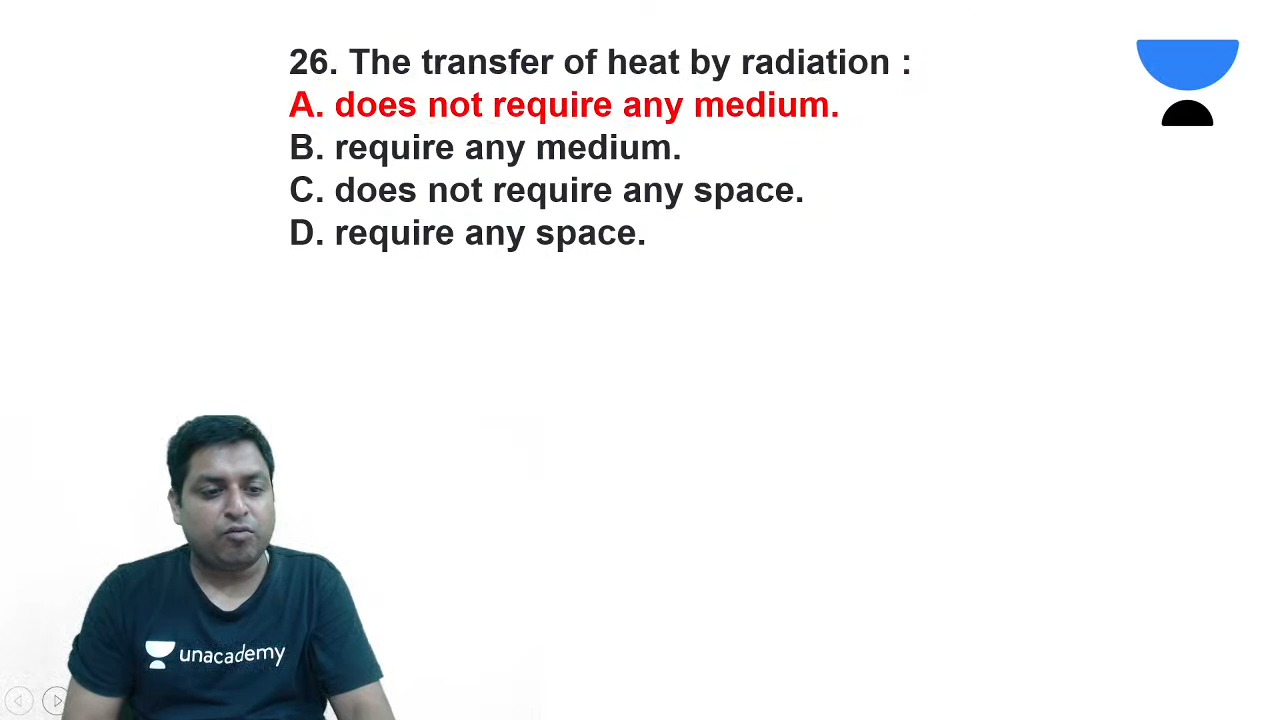 26. The transfer of heat by radiation :
A. does not require any medium.
B. require any medium.
C. does not require any space.
D. require any space.
unacademy